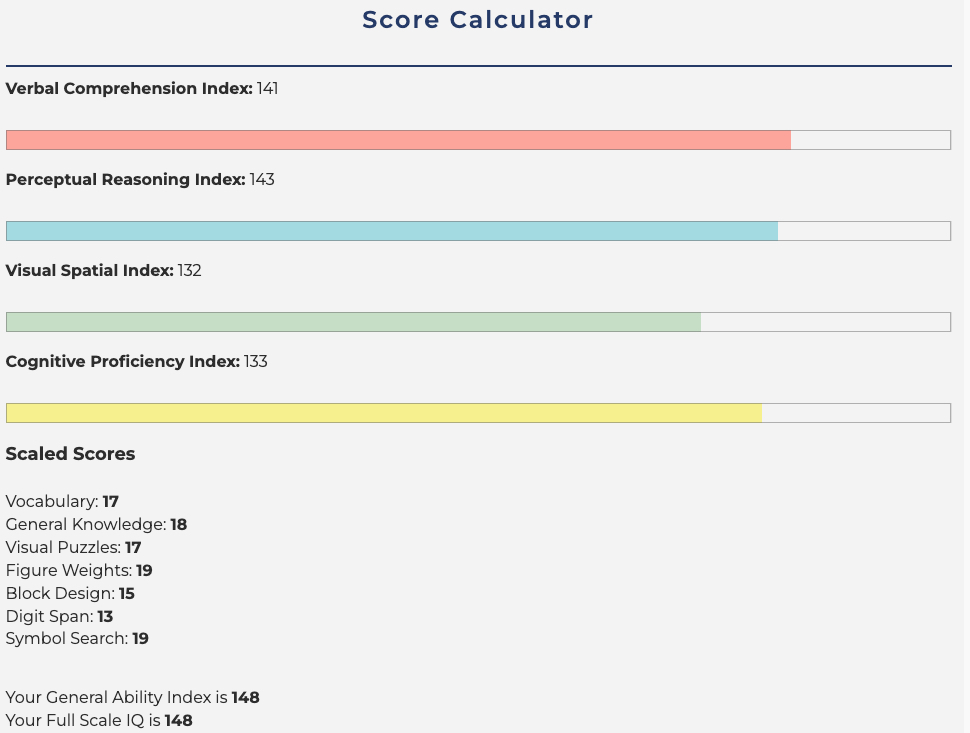 Score Calculator
Verbal Comprehension Index: 141
Perceptual Reasoning Index: 143
Visual Spatial Index: 132
Cognitive Proficiency Index: 133
Scaled Scores
Vocabulary: 17
General Knowledge: 18
Visual Puzzles: 17
Figure Weights: 19
Block Design: 15
Digit Span: 13
Symbol Search: 19
Your General Ability Index is 148
Your Full Scale IQ is 148